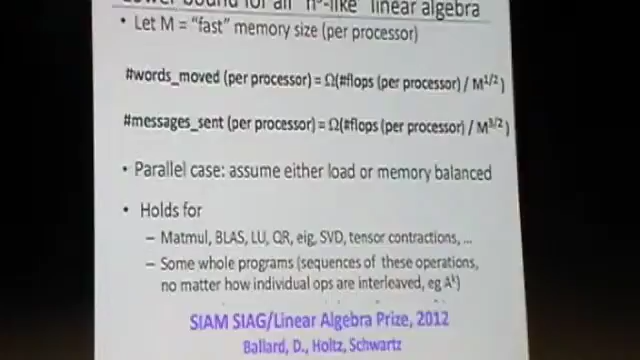 Lower bound for all "n³-like" linear algebra
• Let M = "fast" memory size (per processor)
#words_moved (per processor) = Ω(#flops (per processor) / M^1/2 )
#messages_sent (per processor) = Ω(#flops (per processor) / M^3/2 )
• Parallel case: assume either load or memory balanced
• Holds for
– Matmul, BLAS, LU, QR, eig, SVD, tensor contractions, …
– Some whole programs (sequences of these operations,
no matter how individual ops are interleaved, eg A^k)
SIAM SIAG/Linear Algebra Prize, 2012
Ballard, D., Holtz, Schwartz